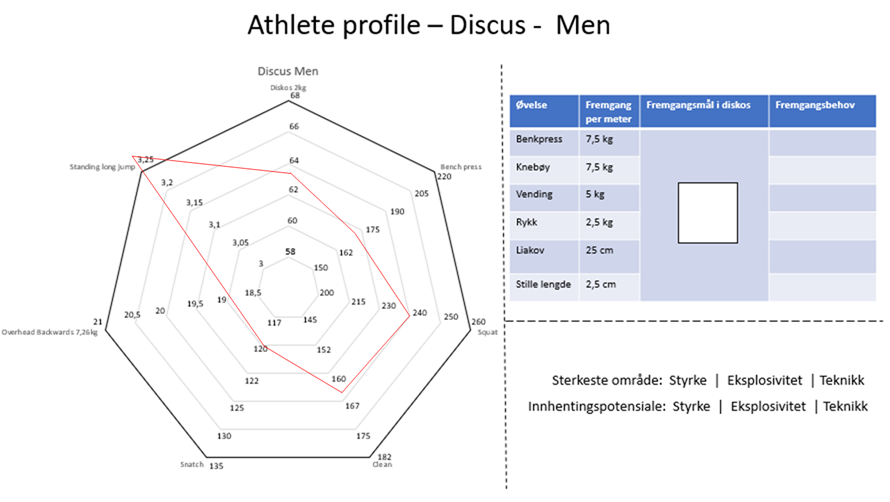 Athlete profile – Discus - Men
Discus Men
Diskos 2kg
68
66
64
62
60
58
Bench press
220
205
190
175
162
150
Squat
260
250
240
230
215
200
Clean
182
175
167
160
152
145
Snatch
135
130
125
122
120
117
Overhead Backwards 7,26kg
21
20,5
20
19,5
19
18,5
Standing long jump
3,25
3,2
3,15
3,1
3,05
3
Øvelse Fremgang per meter Fremgangsmål i diskos Fremgangsbehov
Benkpress 7,5 kg
Knebøy 7,5 kg
Vending 5 kg
Rykk 2,5 kg
Liakov 25 cm
Stille lengde 2,5 cm
Sterkeste område: Styrke | Eksplosivitet | Teknikk
Innhentingspotensiale: Styrke | Eksplosivitet | Teknikk